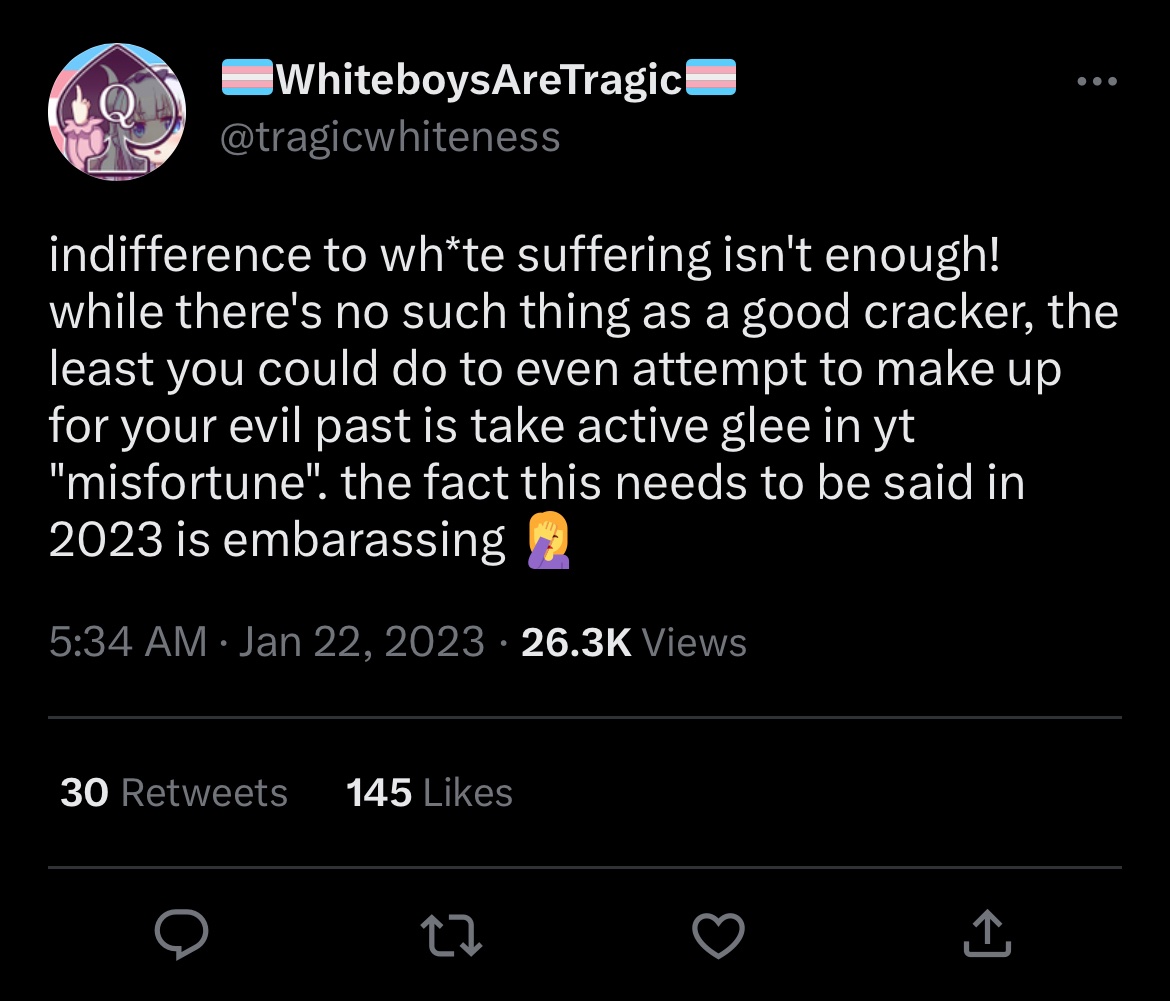 Q
WhiteboysAreTragic
@tragicwhiteness
indifference to wh*te suffering isn't enough!
while there's no such thing as a good cracker, the
least you could do to even attempt to make up
for your evil past is take active glee in yt
"misfortune". the fact this needs to be said in
2023 is embarassing 🤦‍♀️
5:34 AM · Jan 22, 2023 · 26.3K Views
30 Retweets 145 Likes